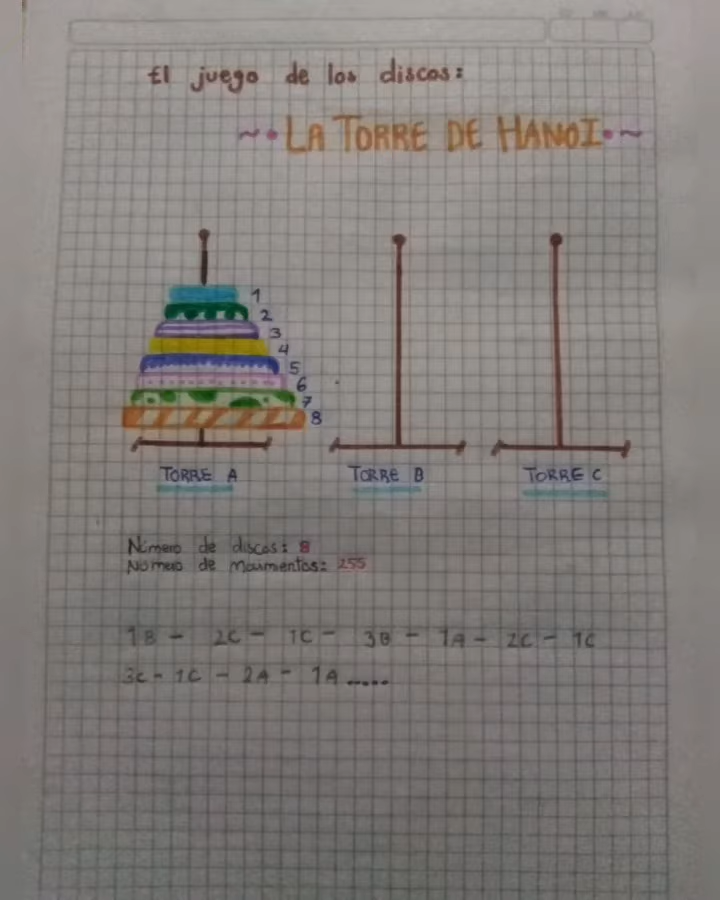 El juego de los discos:
~• LA TORRE DE HANOI •~
1
2
3
4
5
6
7
8
TORRE A TORRE B TORRE C
Número de discos: 8
Número de movimientos: 255
1B - 2C - 1C - 3B - 1A - 2C - 1C
3C - 1C - 2A - 1A .....